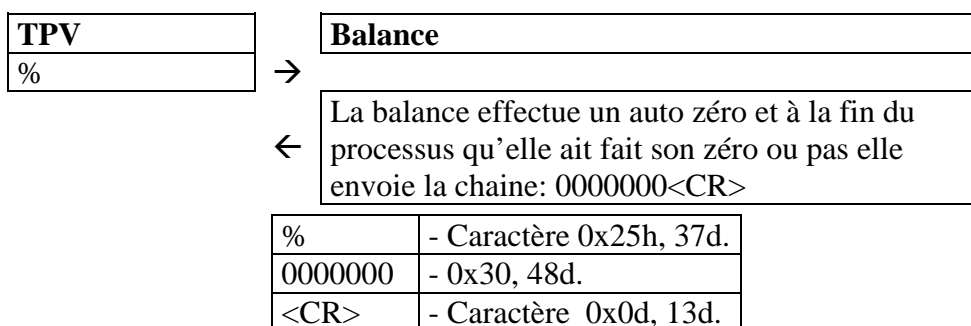 TPV Balance
% →
La balance effectue un auto zéro et à la fin du
← processus qu’elle ait fait son zéro ou pas elle
envoie la chaine: 0000000<CR>
% - Caractère 0x25h, 37d.
0000000 - 0x30, 48d.
<CR> - Caractère 0x0d, 13d.